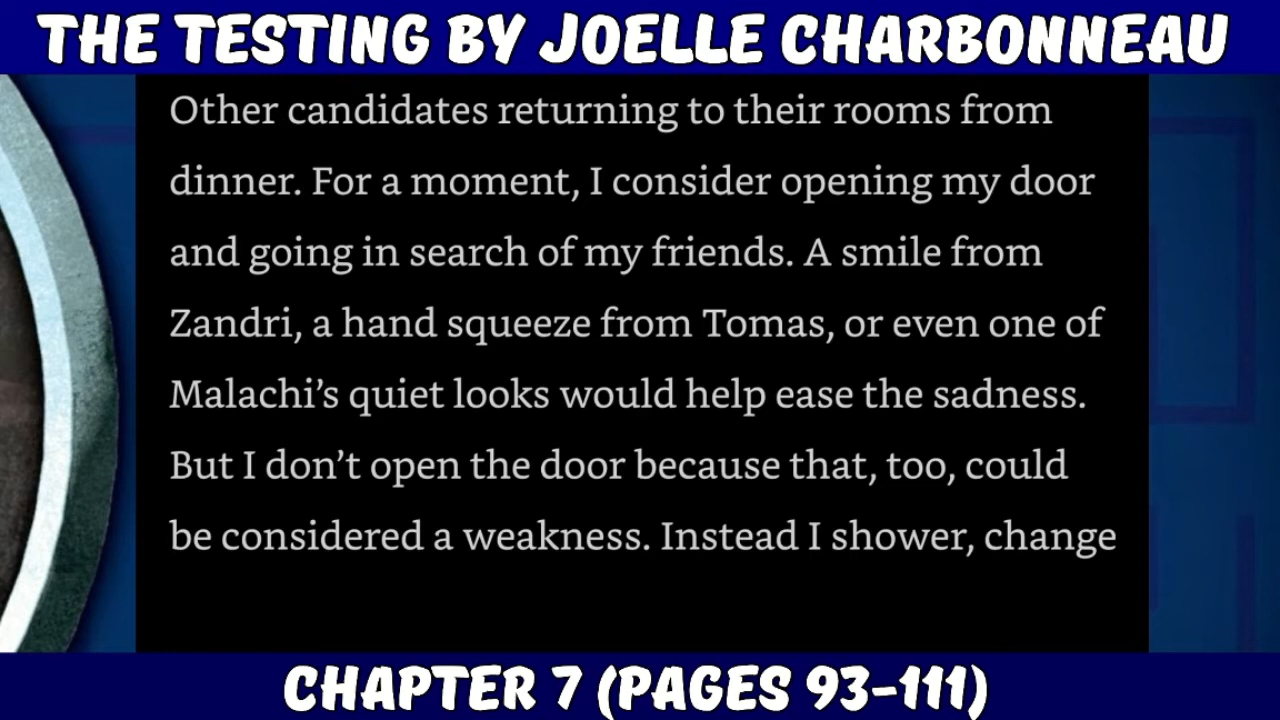 THE TESTING BY JOELLE CHARBONNEAU
Other candidates returning to their rooms from
dinner. For a moment, I consider opening my door
and going in search of my friends. A smile from
Zandri, a hand squeeze from Tomas, or even one of
Malachi’s quiet looks would help ease the sadness.
But I don’t open the door because that, too, could
be considered a weakness. Instead I shower, change
CHAPTER 7 (PAGES 93-111)